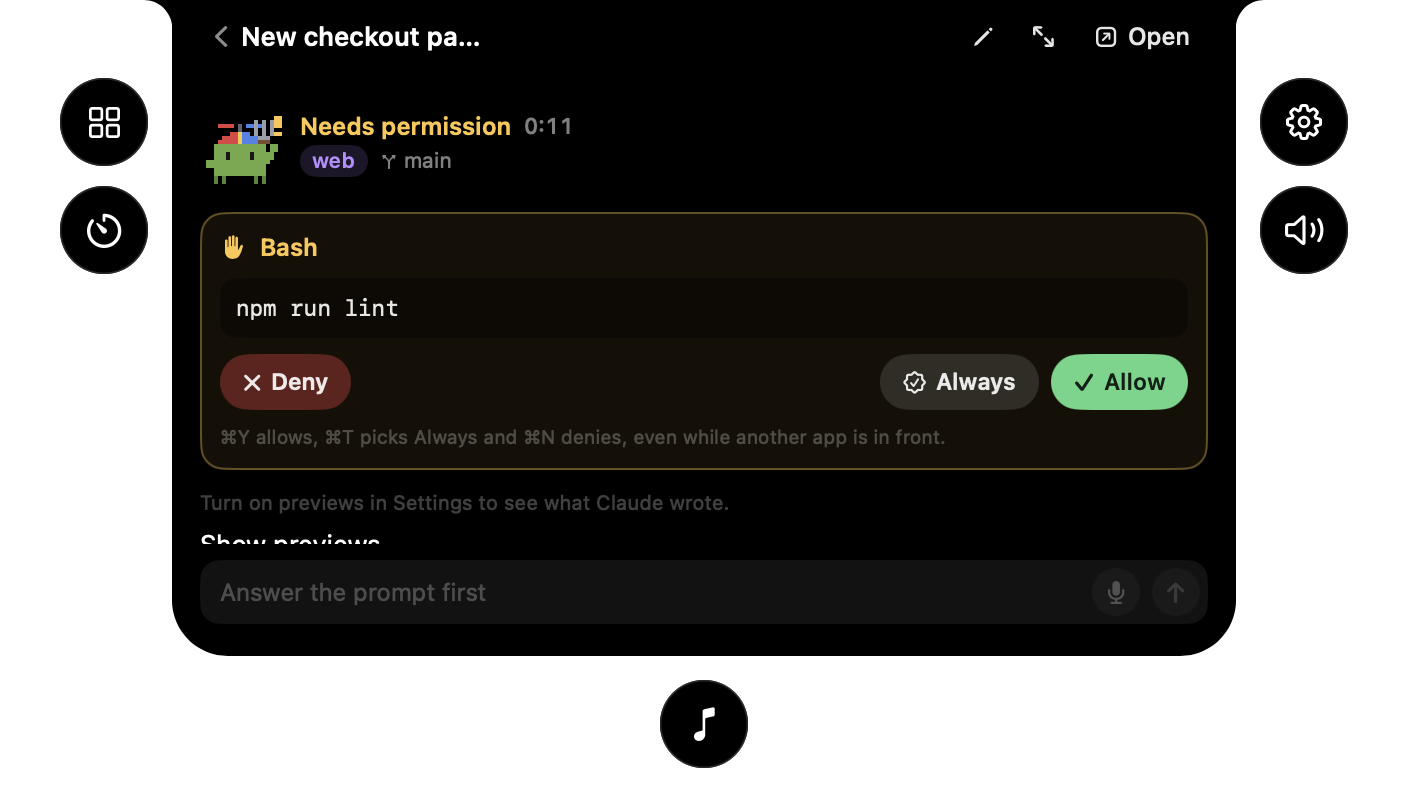 New checkout pa...
Open
Needs permission 0:11
web main
Bash
npm run lint
Deny
Always
Allow
⌘Y allows, ⌘T picks Always and ⌘N denies, even while another app is in front.
Turn on previews in Settings to see what Claude wrote.
Show previews
Answer the prompt first